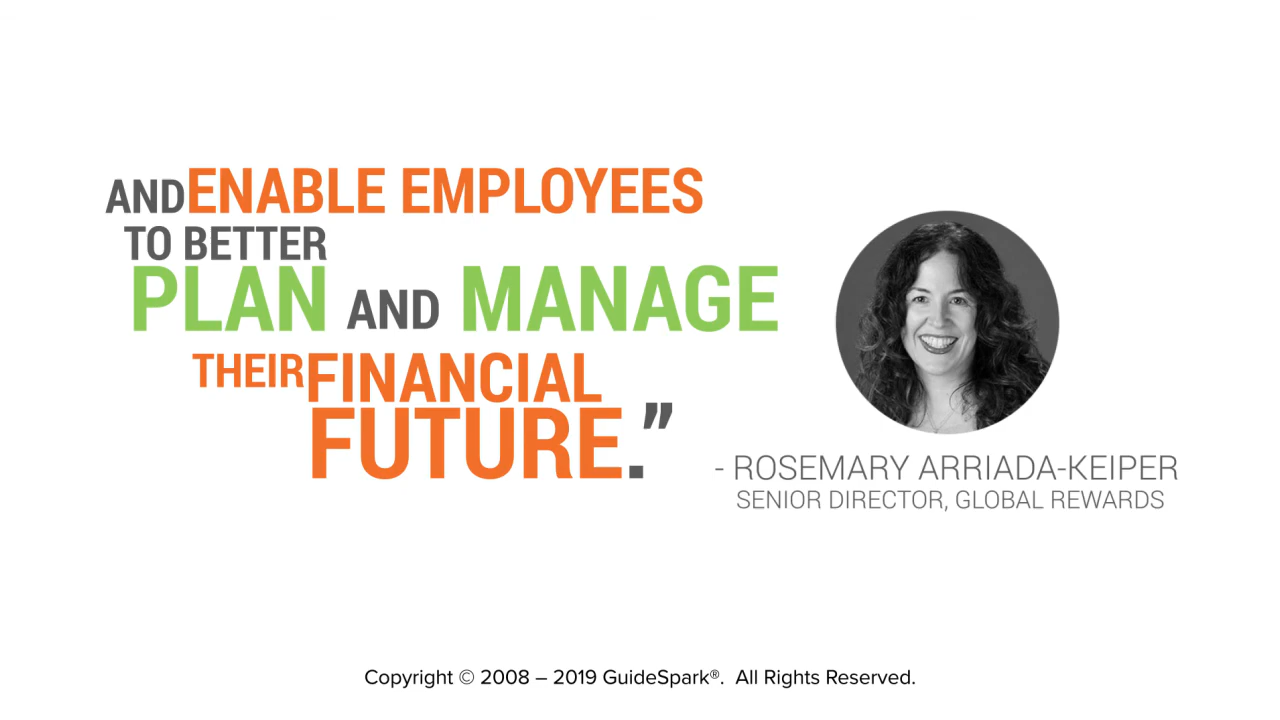 AND ENABLE EMPLOYEES
TO BETTER
PLAN AND MANAGE
THEIR FINANCIAL
FUTURE.”
- ROSEMARY ARRIADA-KEIPER
SENIOR DIRECTOR, GLOBAL REWARDS
Copyright © 2008 – 2019 GuideSpark®. All Rights Reserved.